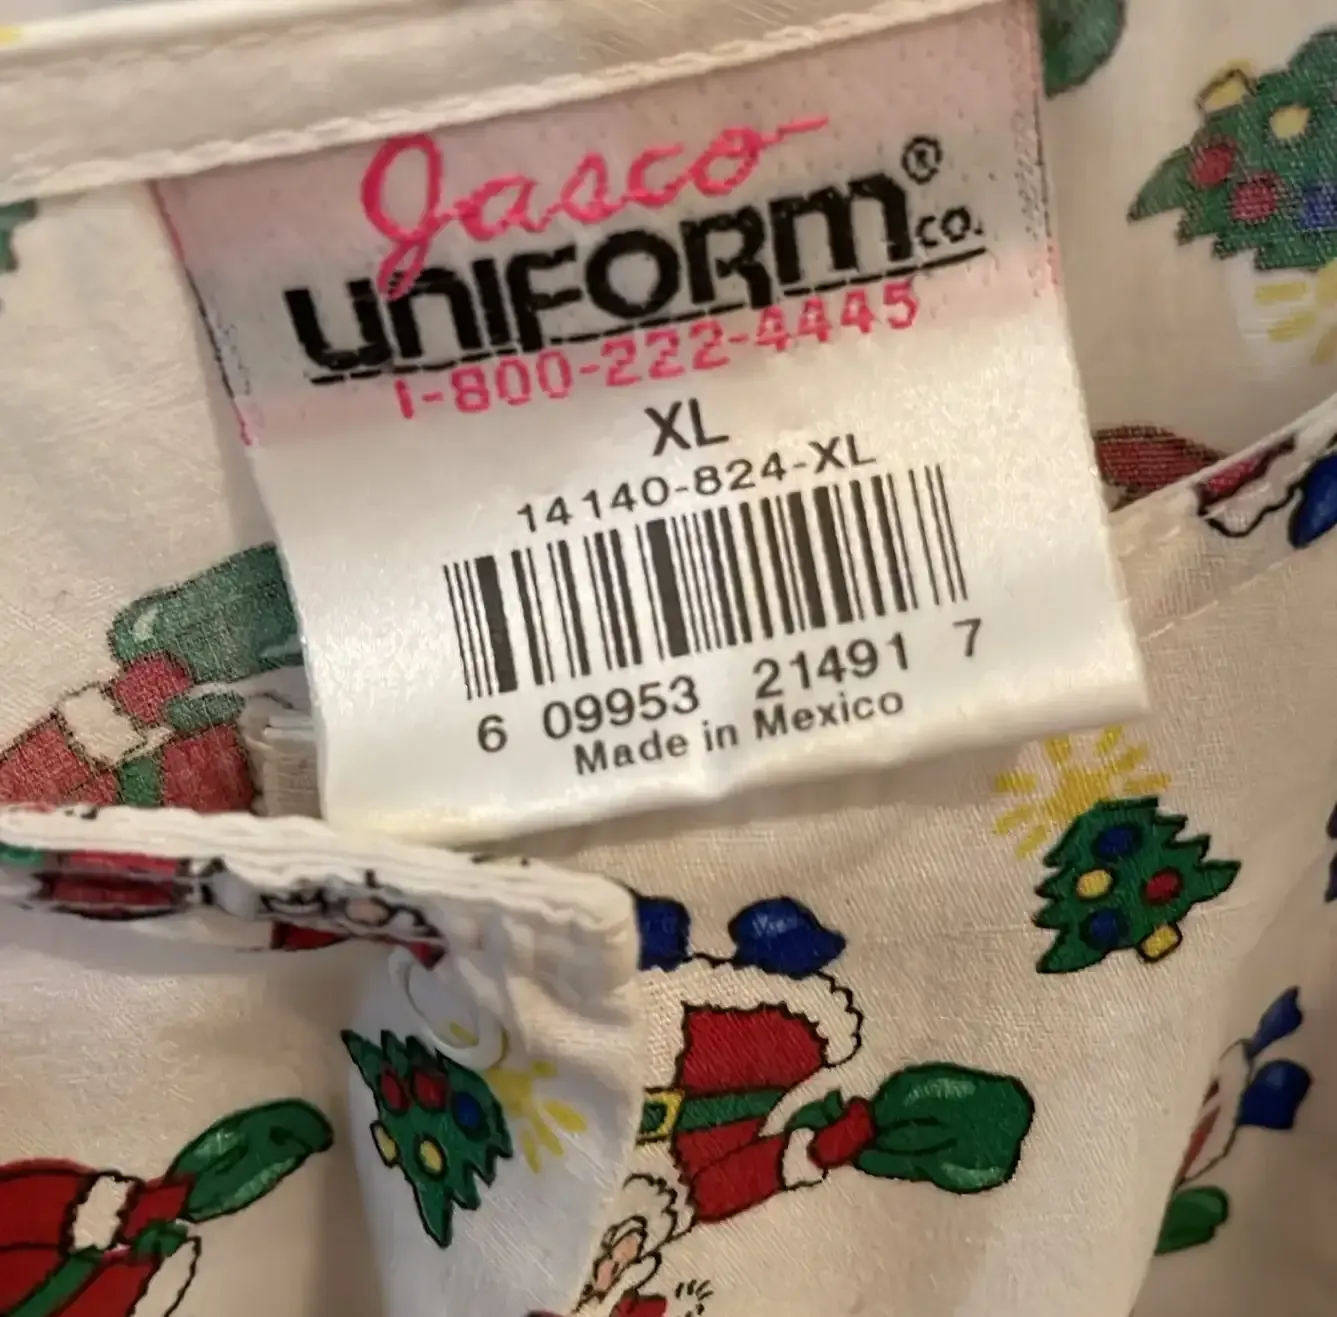 Jasco
UNIFORM CO.®
1-800-222-4445
XL
14140-824-XL
6 09953 21491 7
Made in Mexico